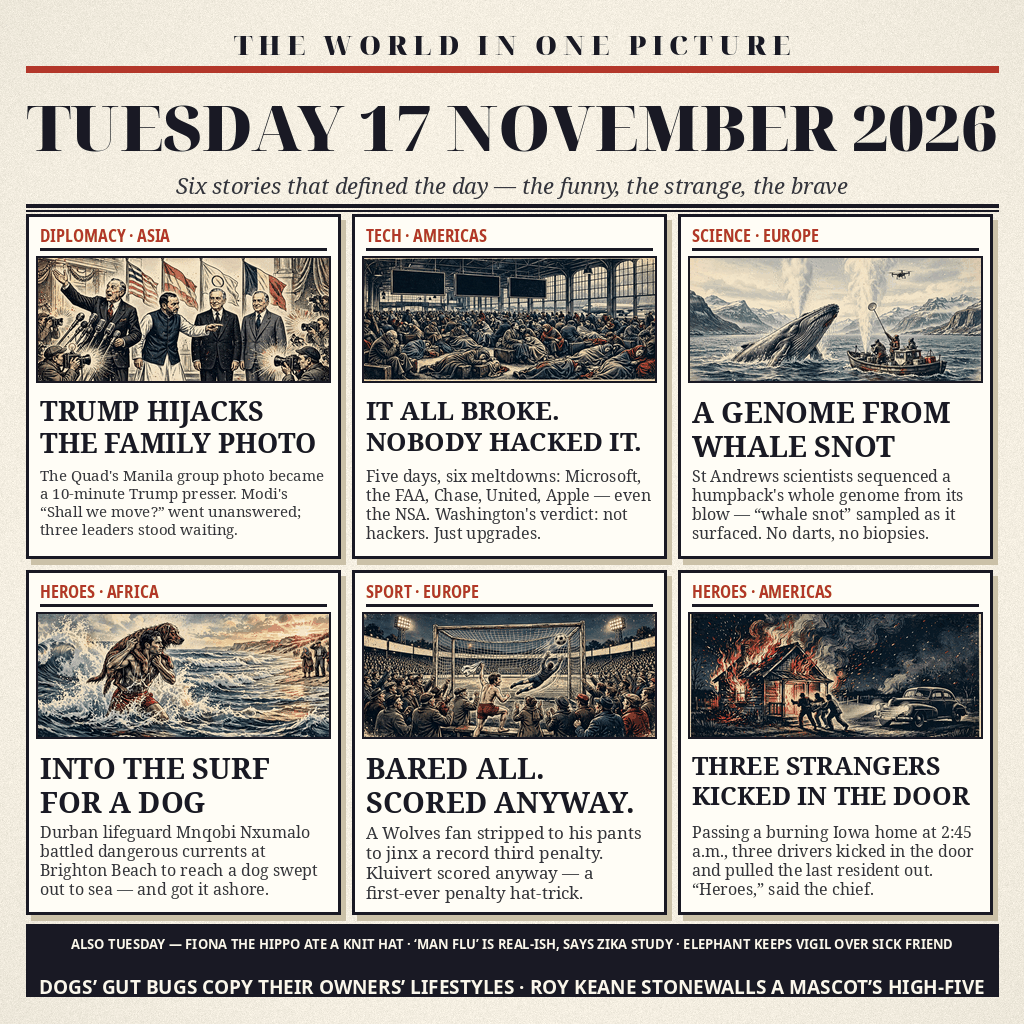 THE WORLD IN ONE PICTURE
TUESDAY 17 NOVEMBER 2026
Six stories that defined the day — the funny, the strange, the brave
DIPLOMACY · ASIA
TRUMP HIJACKS
THE FAMILY PHOTO
The Quad's Manila group photo became
a 10-minute Trump presser. Modi's
“Shall we move?” went unanswered;
three leaders stood waiting.
TECH · AMERICAS
IT ALL BROKE.
NOBODY HACKED IT.
Five days, six meltdowns: Microsoft,
the FAA, Chase, United, Apple — even
the NSA. Washington's verdict: not
hackers. Just upgrades.
SCIENCE · EUROPE
A GENOME FROM
WHALE SNOT
St Andrews scientists sequenced a
humpback's whole genome from its
blow — “whale snot” sampled as it
surfaced. No darts, no biopsies.
HEROES · AFRICA
INTO THE SURF
FOR A DOG
Durban lifeguard Mnqobi Nxumalo
battled dangerous currents at
Brighton Beach to reach a dog swept
out to sea — and got it ashore.
SPORT · EUROPE
BARED ALL.
SCORED ANYWAY.
A Wolves fan stripped to his pants
to jinx a record third penalty.
Kluivert scored anyway — a
first-ever penalty hat-trick.
HEROES · AMERICAS
THREE STRANGERS
KICKED IN THE DOOR
Passing a burning Iowa home at 2:45
a.m., three drivers kicked in the door
and pulled the last resident out.
“Heroes,” said the chief.
ALSO TUESDAY — FIONA THE HIPPO ATE A KNIT HAT · ‘MAN FLU’ IS REAL-ISH, SAYS ZIKA STUDY · ELEPHANT KEEPS VIGIL OVER SICK FRIEND
DOGS’ GUT BUGS COPY THEIR OWNERS’ LIFESTYLES · ROY KEANE STONEWALLS A MASCOT’S HIGH-FIVE